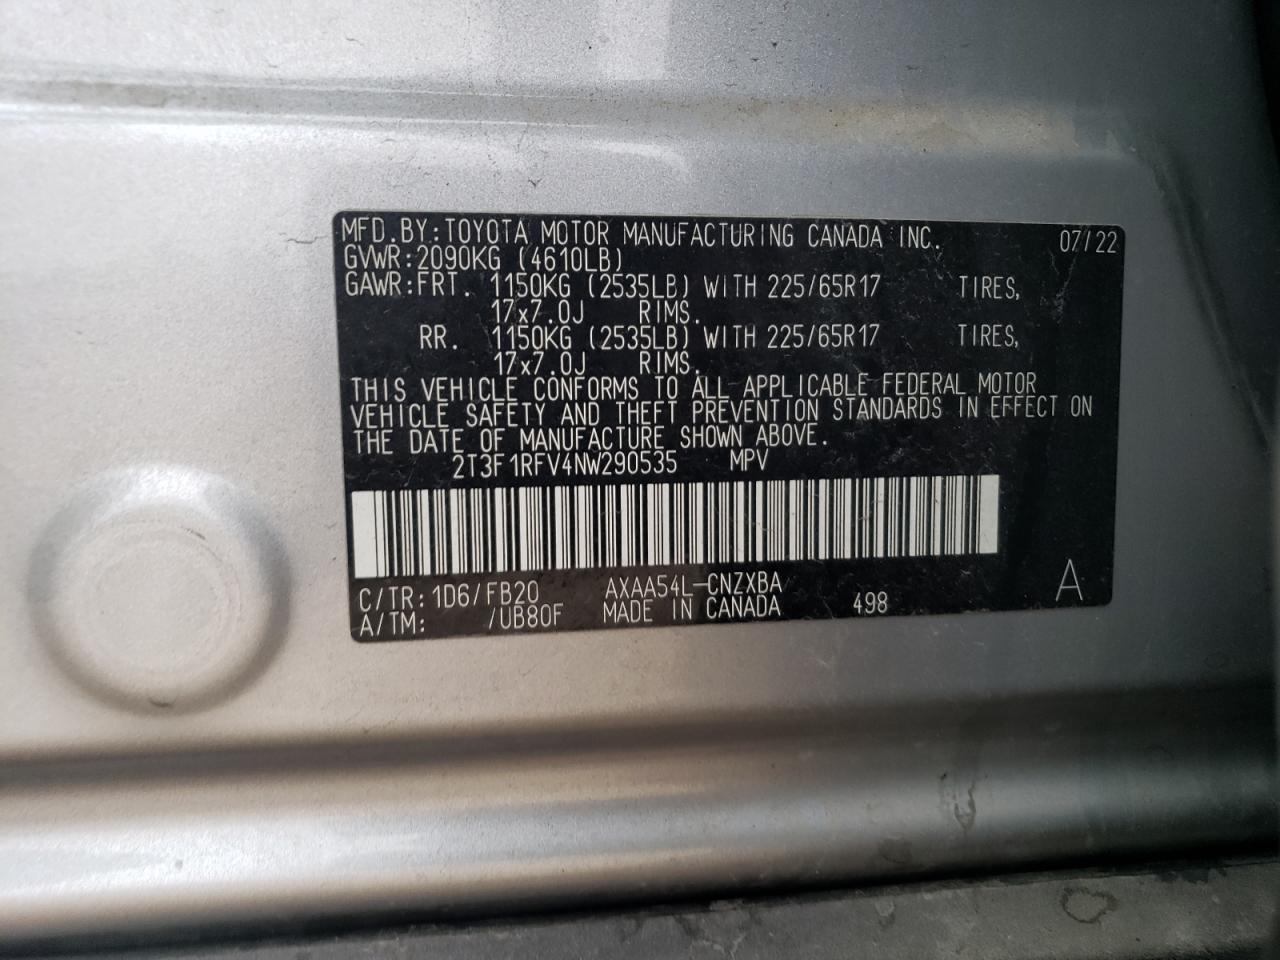 MFD.BY:TOYOTA MOTOR MANUFACTURING CANADA INC. 07/22
GVWR:2090KG (4610LB)
GAWR:FRT. 1150KG (2535LB) WITH 225/65R17 TIRES,
17x7.0J RIMS.
RR. 1150KG (2535LB) WITH 225/65R17 TIRES,
17x7.0J RIMS.
THIS VEHICLE CONFORMS TO ALL APPLICABLE FEDERAL MOTOR
VEHICLE SAFETY AND THEFT PREVENTION STANDARDS IN EFFECT ON
THE DATE OF MANUFACTURE SHOWN ABOVE.
2T3F1RFV4NW290535 MPV
C/TR:1D6/FB20 AXAA54L-CNZXBA A
A/TM: /UB80F MADE IN CANADA 498